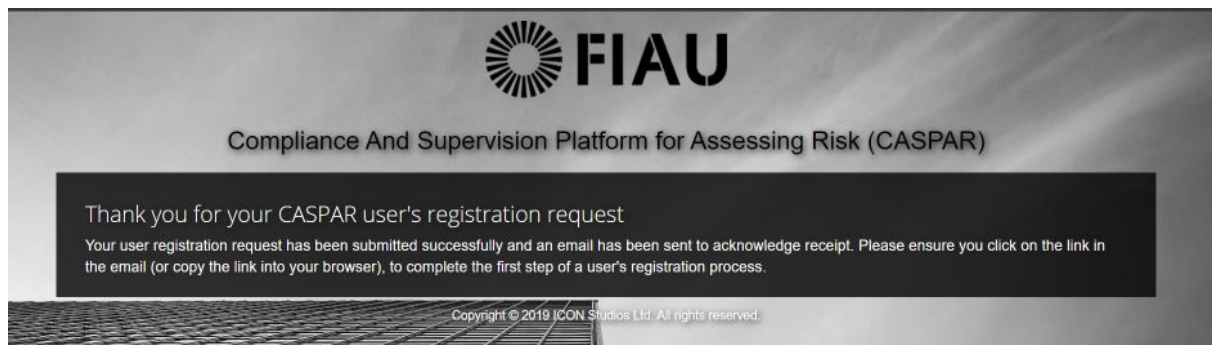 FIAU
Compliance And Supervision Platform for Assessing Risk (CASPAR)
Thank you for your CASPAR user's registration request
Your user registration request has been submitted successfully and an email has been sent to acknowledge receipt. Please ensure you click on the link in
the email (or copy the link into your browser), to complete the first step of a user's registration process.
Copyright © 2019 ICON Studios Ltd. All rights reserved.